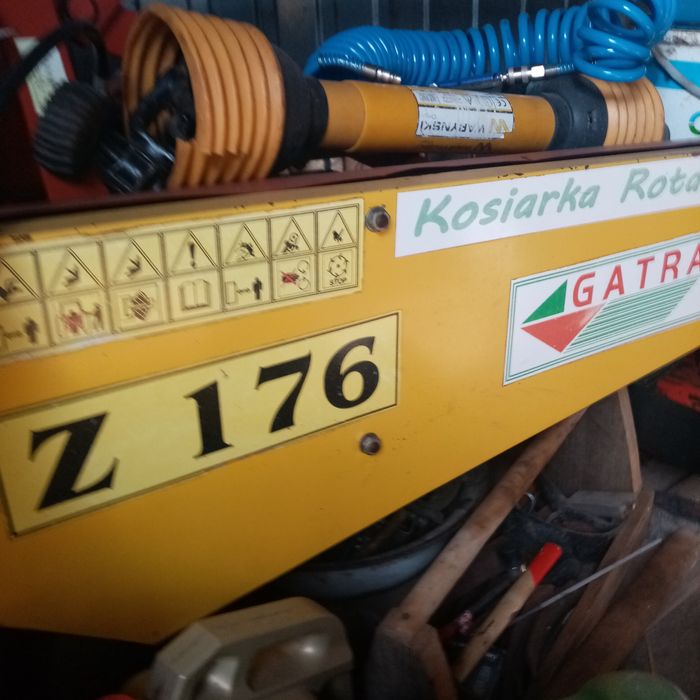 WARYŃSKI
Kosiarka Rota
GATRA
STOP
Z 176